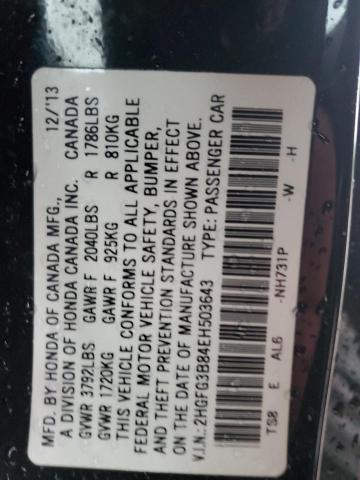 MFD. BY HONDA OF CANADA MFG., 12/'13
A DIVISION OF HONDA CANADA INC. CANADA
GVWR 3792LBS GAWR F 2040LBS R 1786LBS
GVWR 1720KG GAWR F 925KG R 810KG
THIS VEHICLE CONFORMS TO ALL APPLICABLE
FEDERAL MOTOR VEHICLE SAFETY, BUMPER,
AND THEFT PREVENTION STANDARDS IN EFFECT
ON THE DATE OF MANUFACTURE SHOWN ABOVE.
V.I.N.: 2HGFG3B84EH503643 TYPE: PASSENGER CAR
TS8 E AL6 -NH731P -W -H